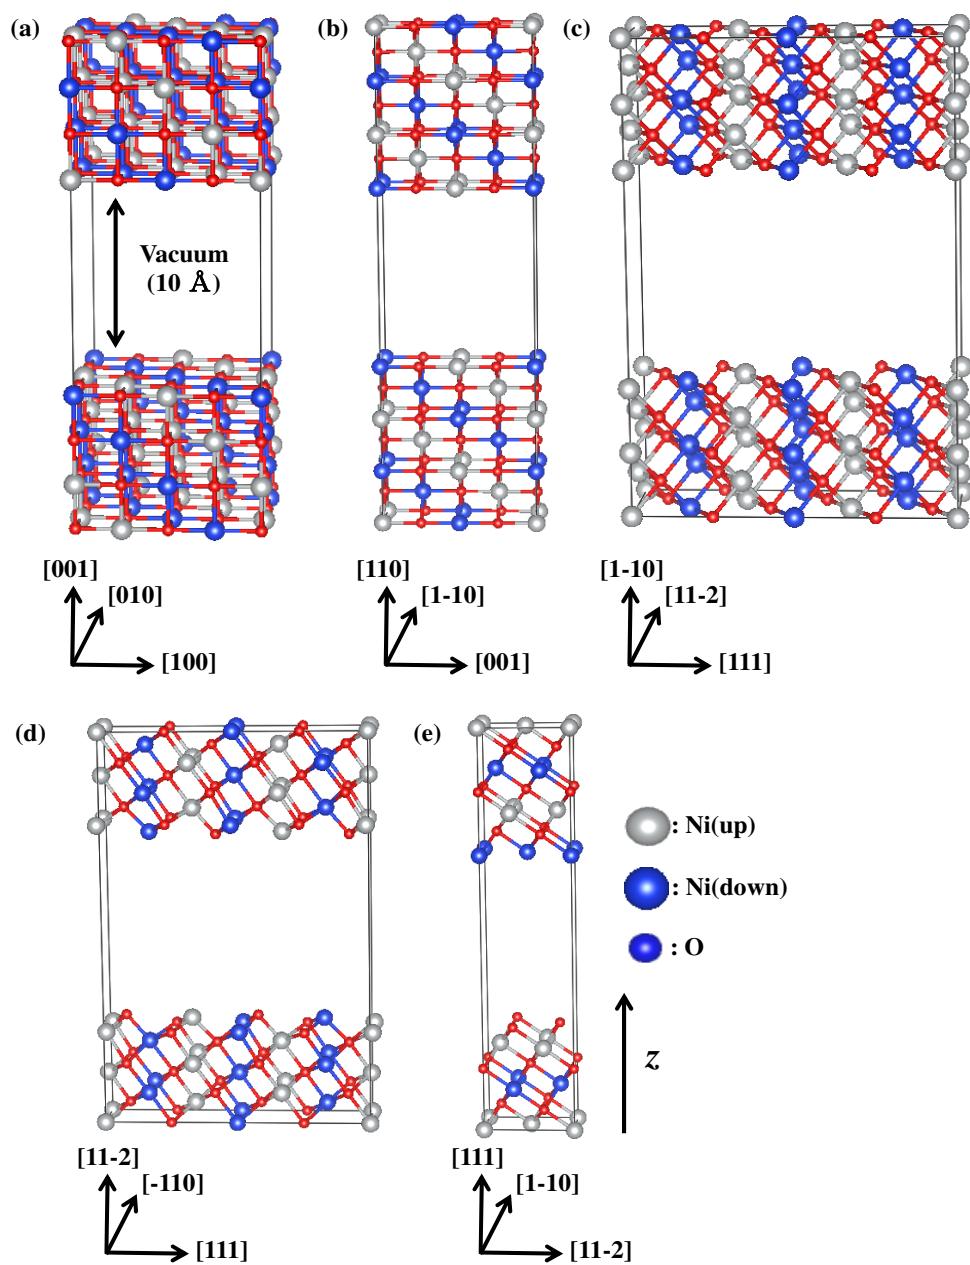 (a)
(b)
(c)
Vacuum
(10 Å)
[001]
[010]
[100]
[110]
[1-10]
[001]
[1-10]
[11-2]
[111]
(d)
(e)
: Ni(up)
: Ni(down)
: O
z
[11-2]
[-110]
[111]
[111]
[1-10]
[11-2]